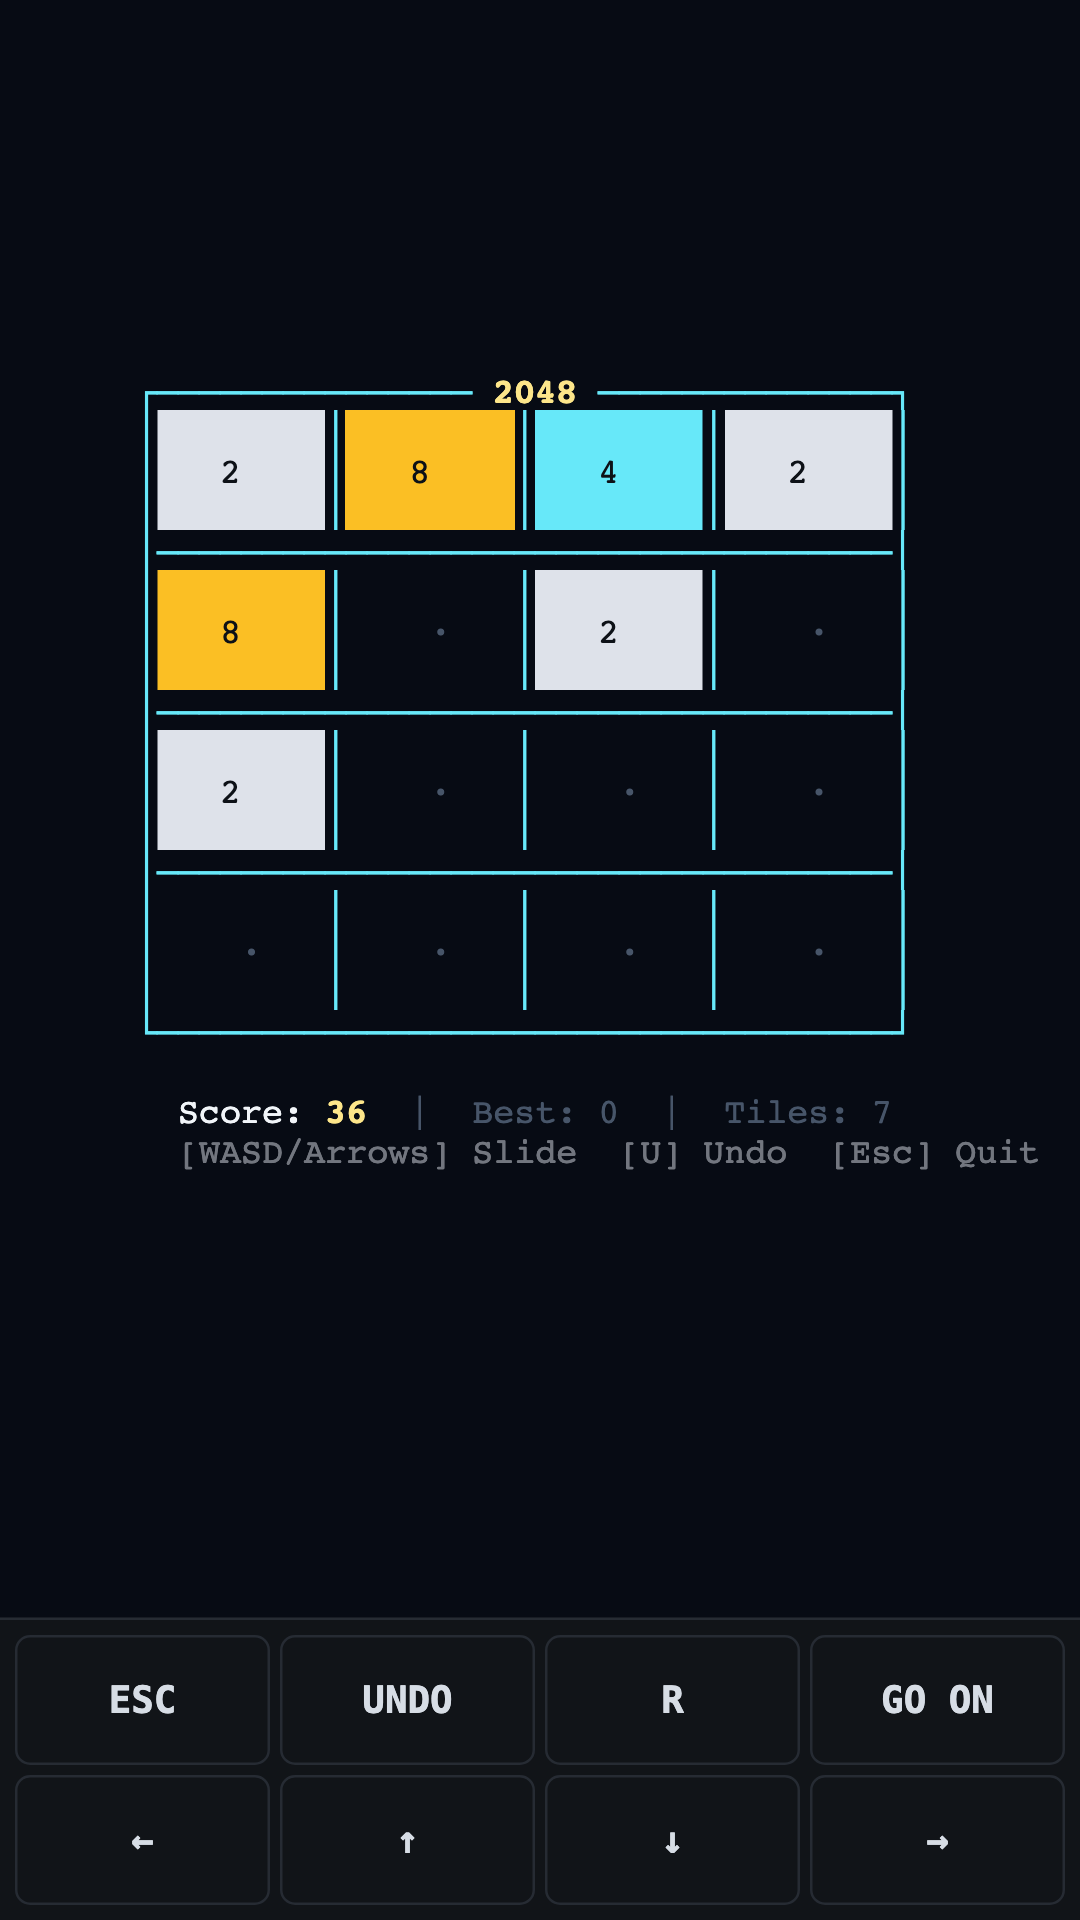 2048
2 8 4 2
8 · 2 ·
2 · · ·
· · · ·
Score: 36 │ Best: 0 │ Tiles: 7
[WASD/Arrows] Slide [U] Undo [Esc] Quit
ESC UNDO R GO ON
← ↑ ↓ →